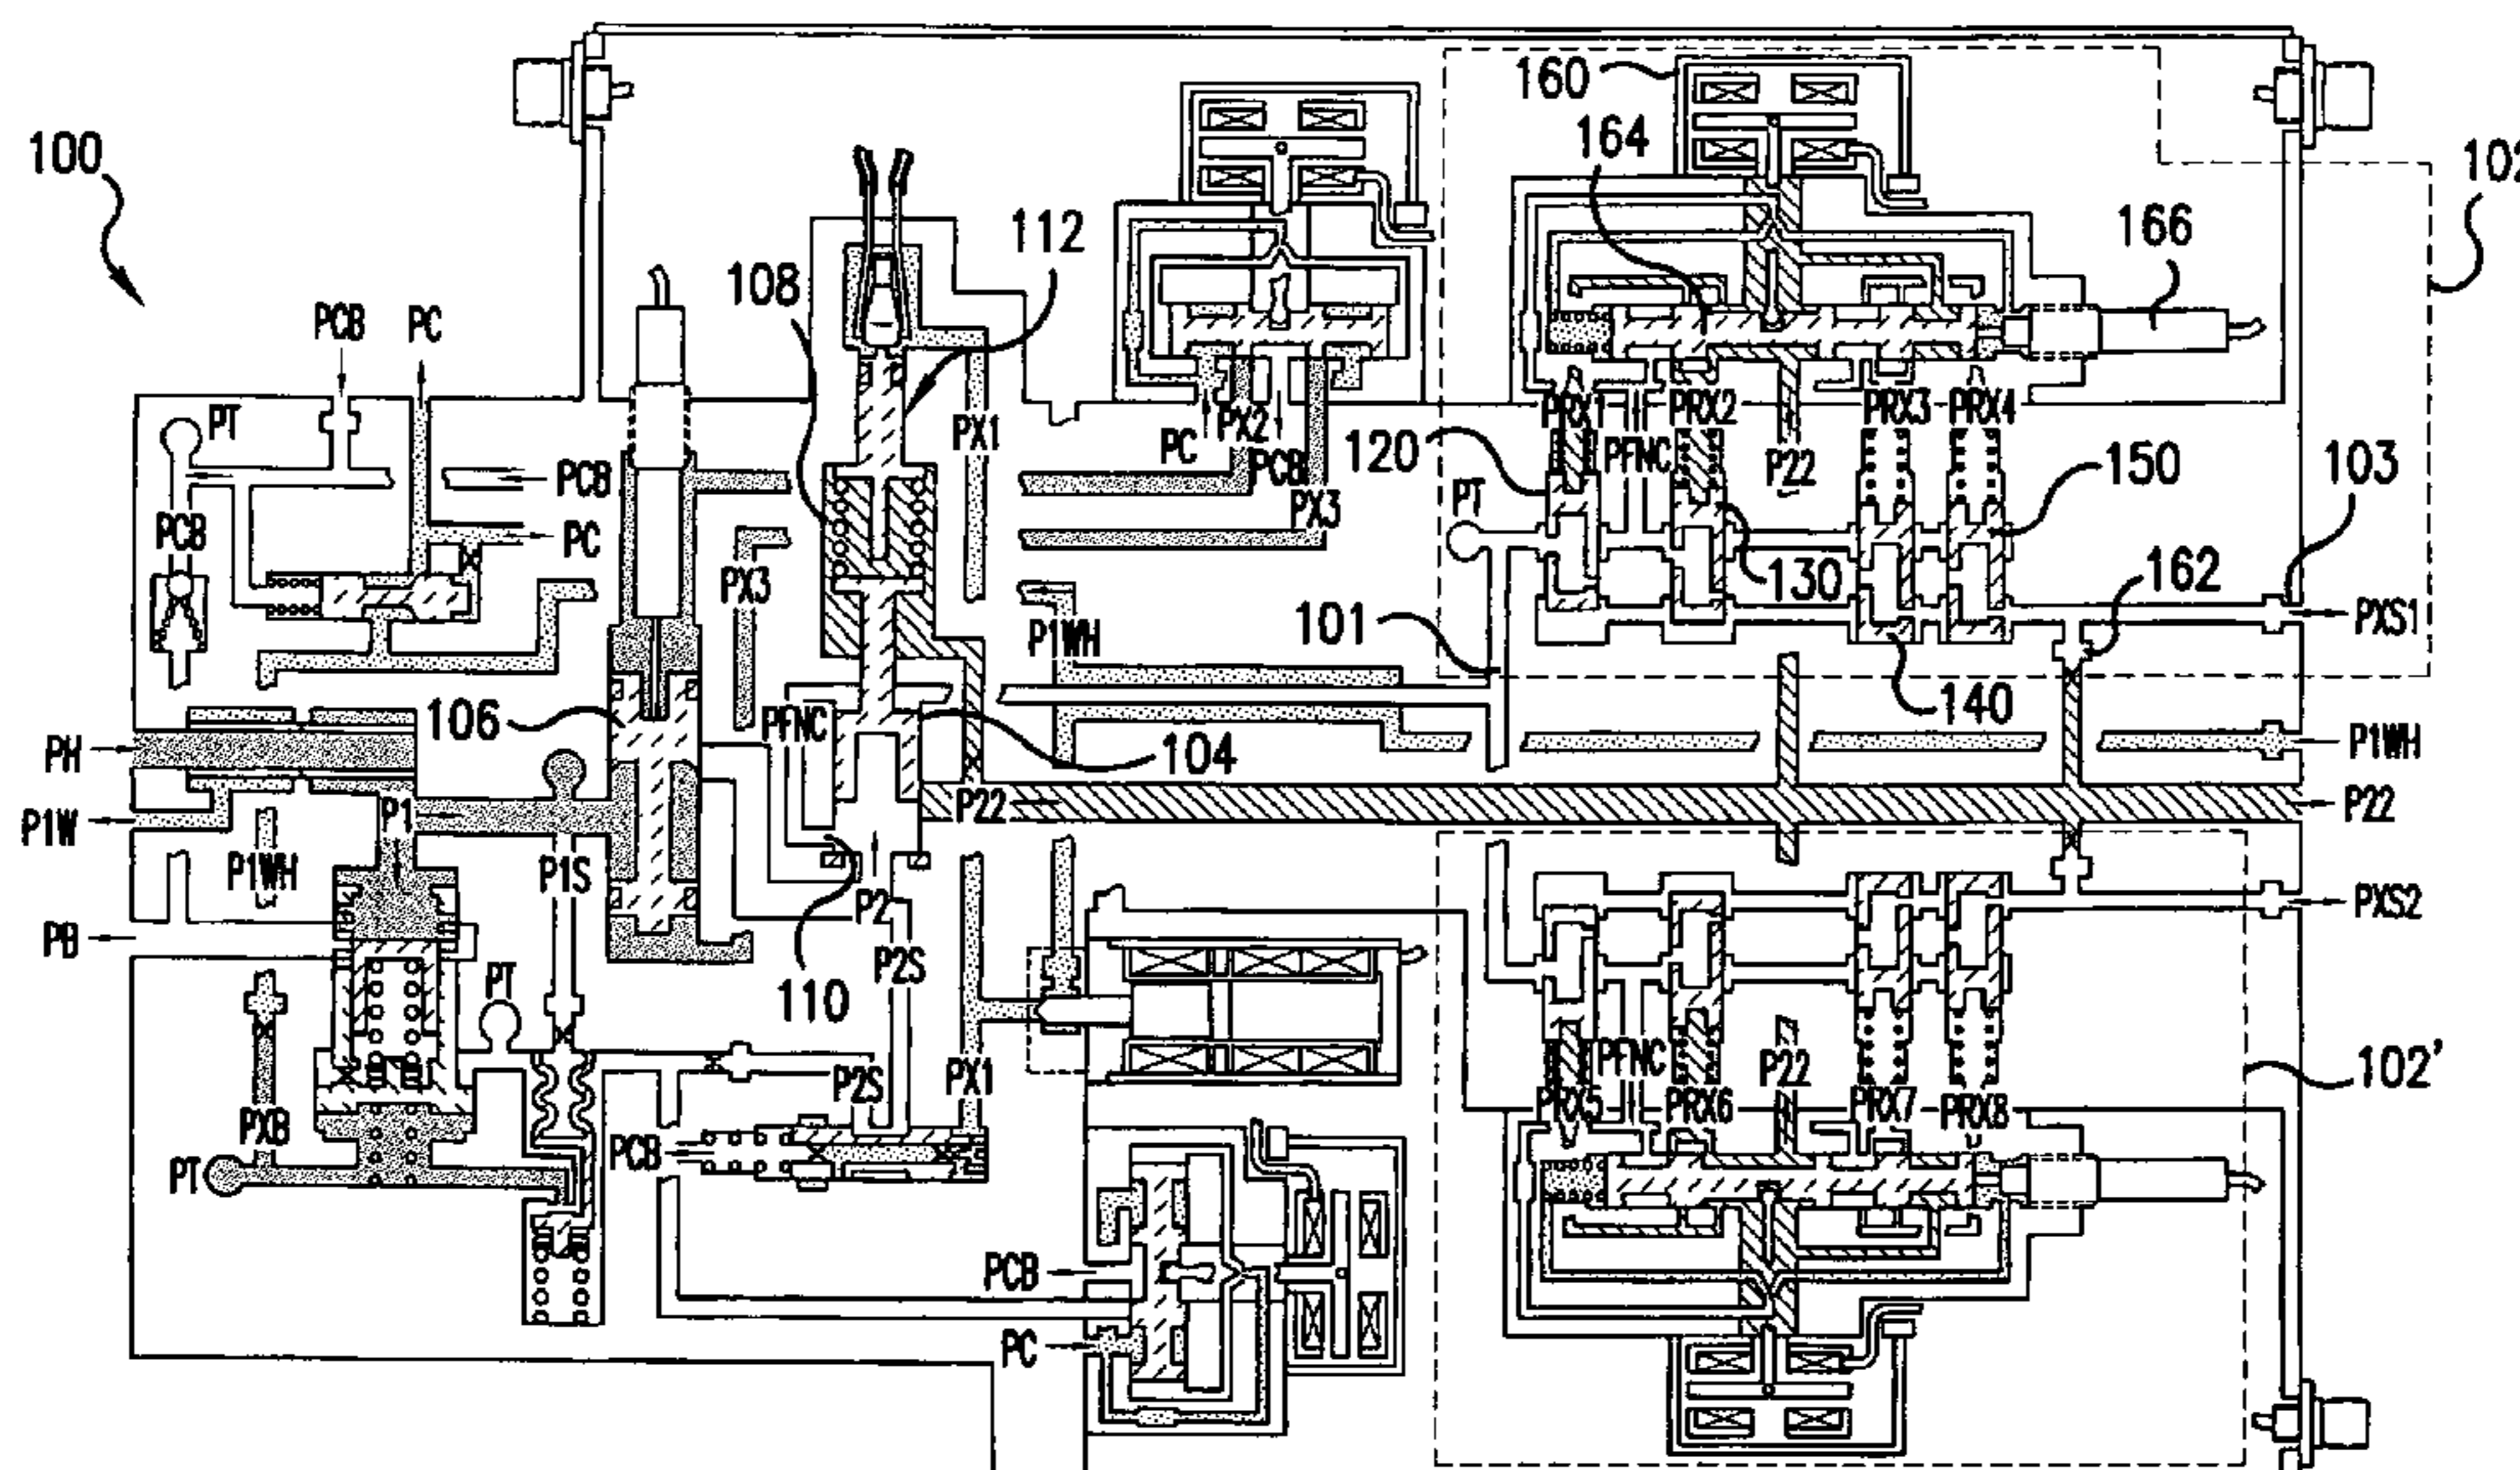 160
164
102
100
112
166
108
PCB
PC
PT
PX1
PRX1
PRX2
PRX3
PRX4
PC
PX2
PCB
120
PFNC
P22
150
103
PCB
PT
PX3
PCB
PC
PX3
130
162
101
P1WH
PXS1
106
PFNC
140
PH
104
P1WH
P1W
P1
P22
P22
P1WH
P1S
P2
PXS2
PB
P2S
110
PT
PFNC
P22
102'
PX1
P2S
PXB
PRX5
PRX6
PRX7
PRX8
PCB
PT
PCB
PC